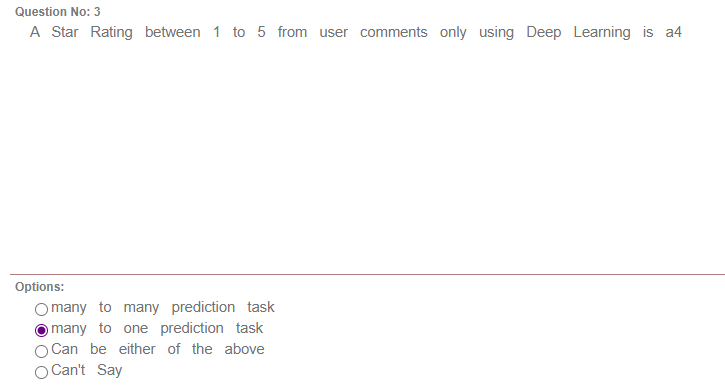 Question No: 3
A Star Rating between 1 to 5 from user comments only using Deep Learning is a4
Options:
many to many prediction task
many to one prediction task
Can be either of the above
Can't Say